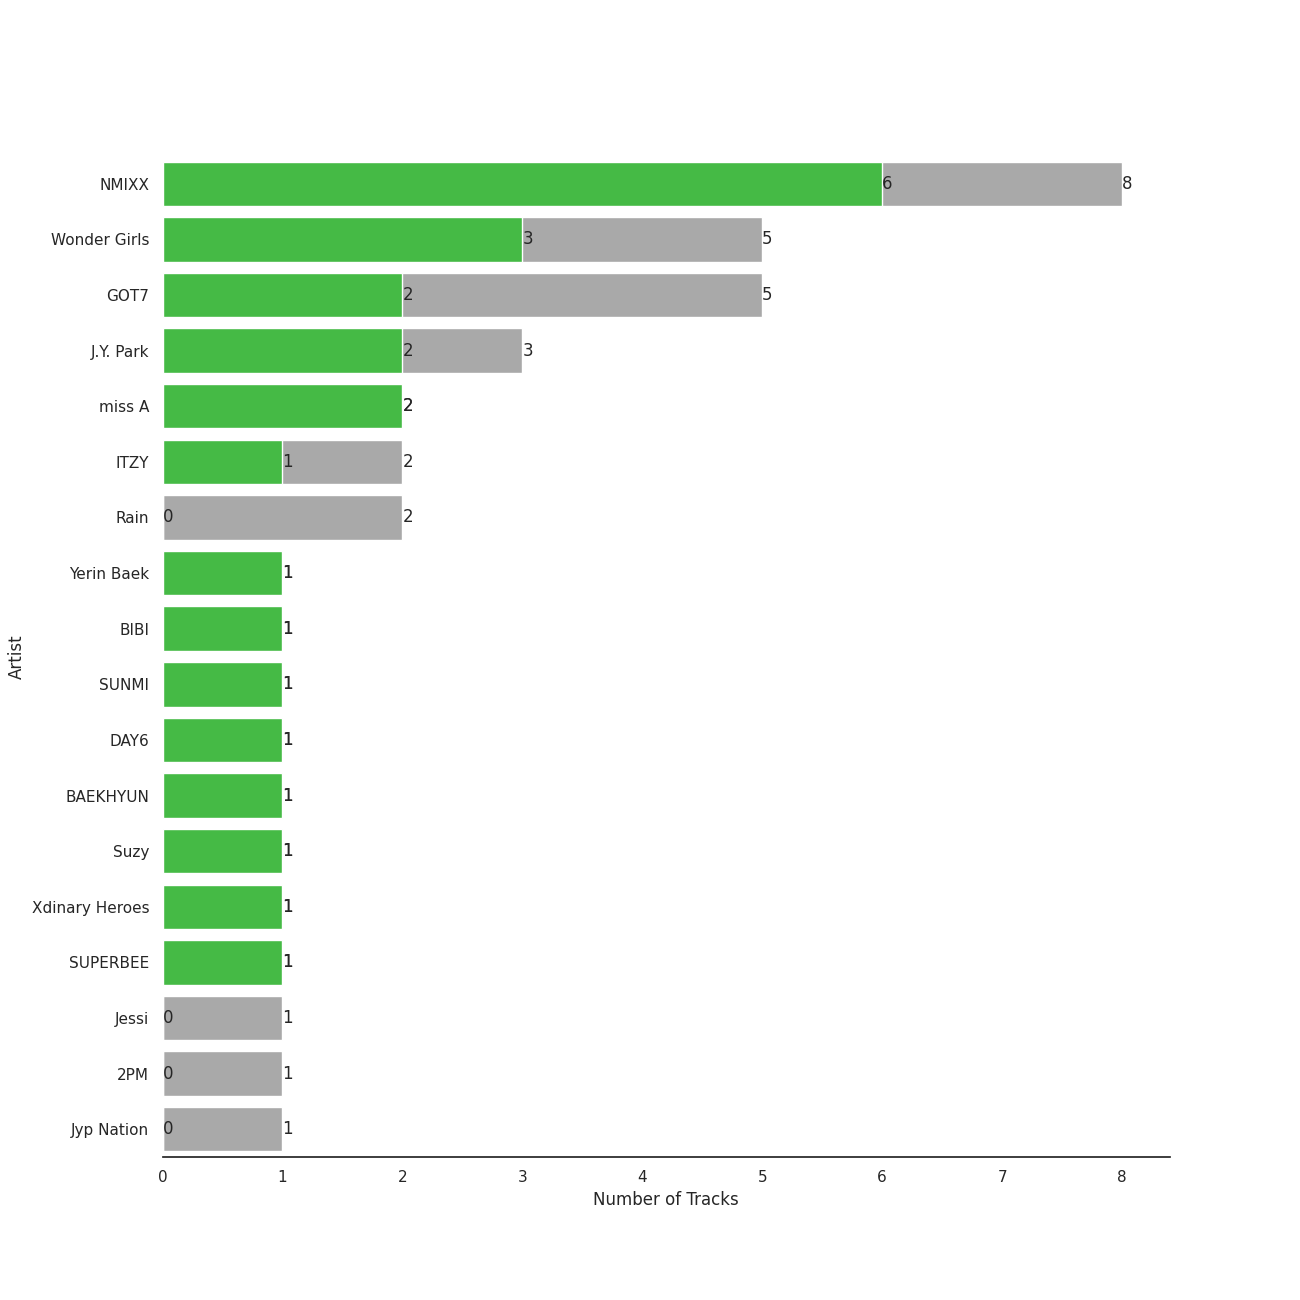 NMIXX 6 8
Wonder Girls 3 5
GOT7 2 5
J.Y. Park 2 3
miss A 2
ITZY 1 2
Rain 0 2
Yerin Baek 1
BIBI 1
SUNMI 1
DAY6 1
BAEKHYUN 1
Suzy 1
Xdinary Heroes 1
SUPERBEE 1
Jessi 0 1
2PM 0 1
Jyp Nation 0 1
0 1 2 3 4 5 6 7 8
Number of Tracks
Artist